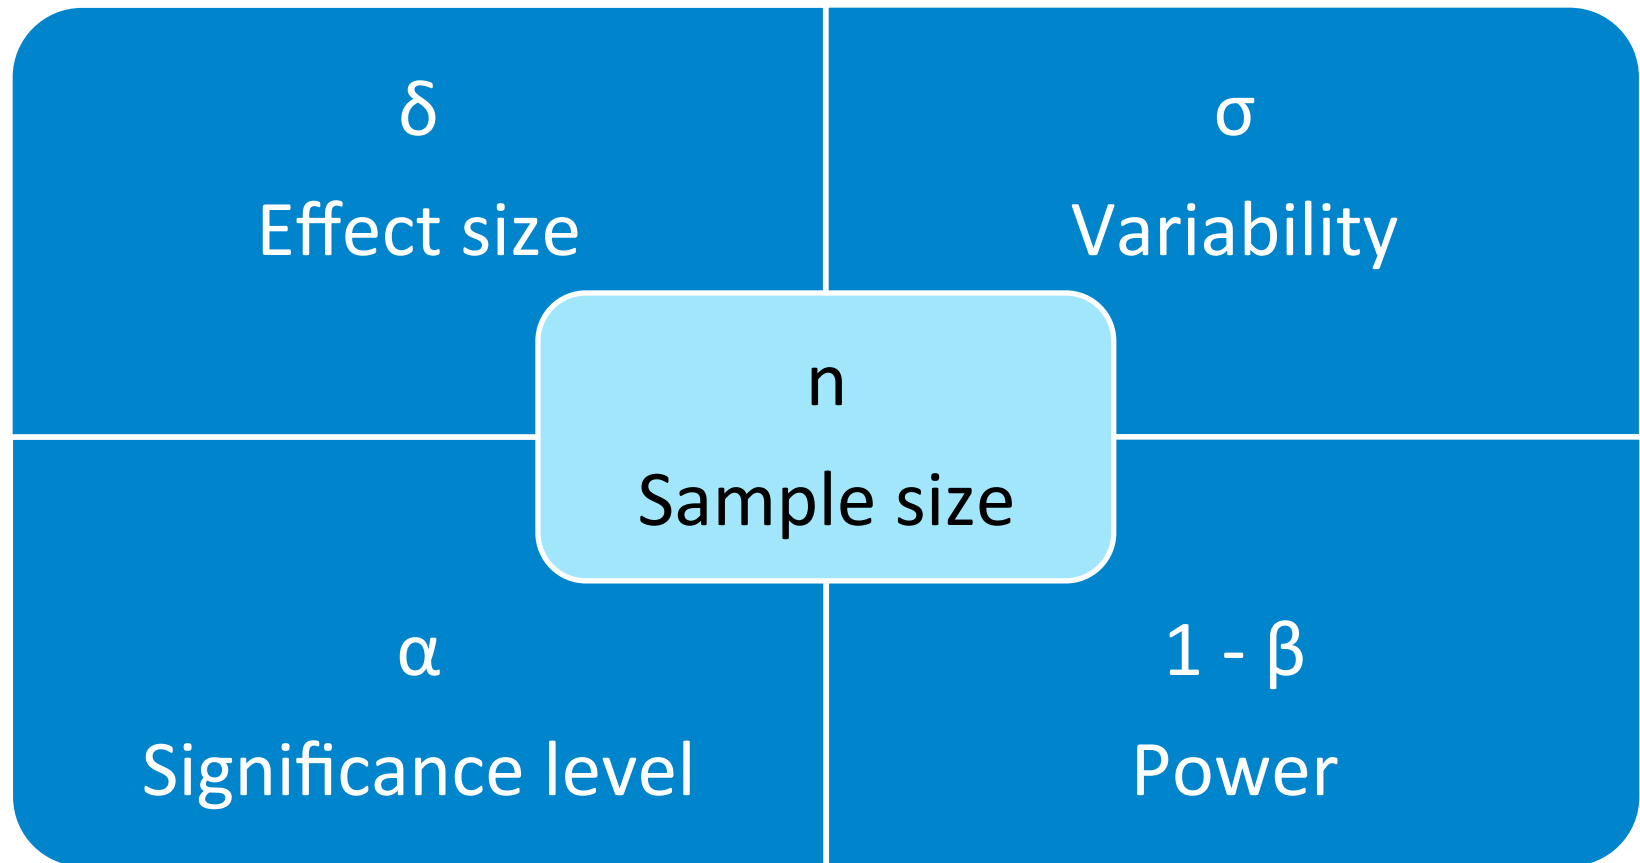 δ
Effect size
σ
Variability
n
Sample size
α
Significance level
1 - β
Power